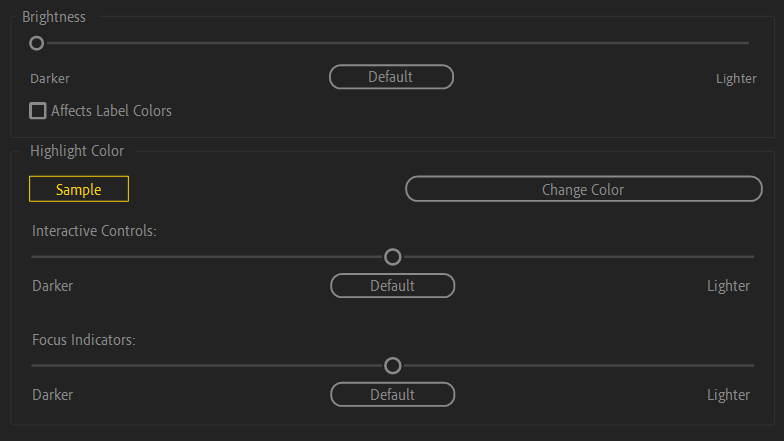 Brightness
Darker Default Lighter
Affects Label Colors
Highlight Color
Sample Change Color
Interactive Controls:
Darker Default Lighter
Focus Indicators:
Darker Default Lighter